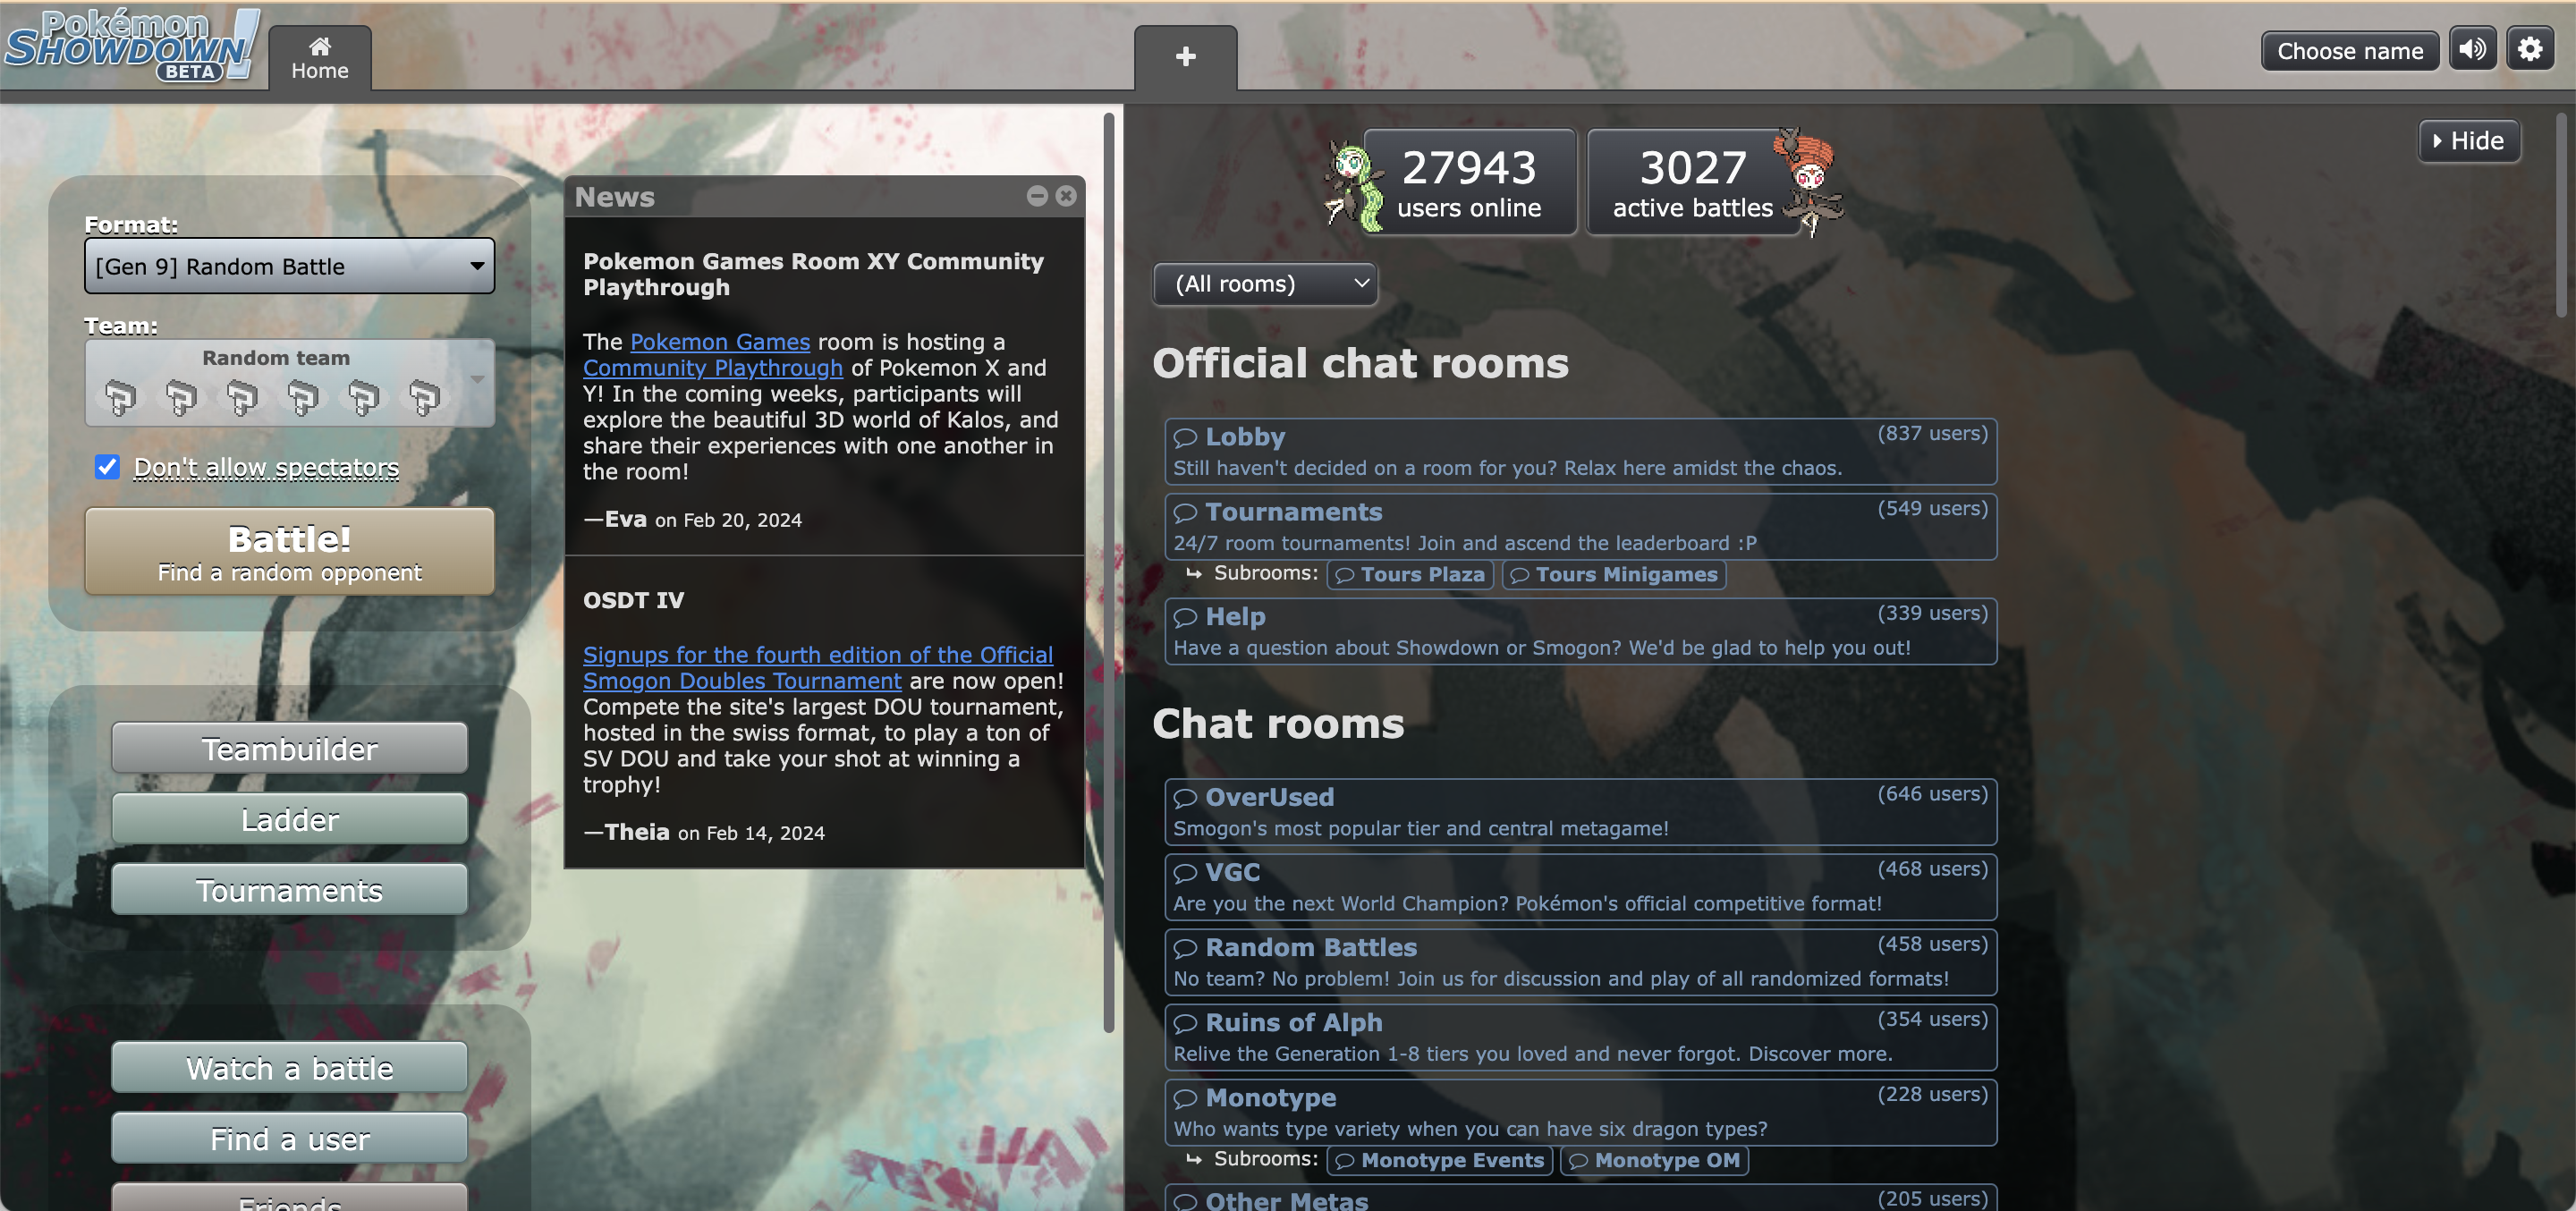 Pokémon
SHOWDOWN!
BETA
Home
+
Choose name
Format:
[Gen 9] Random Battle
Team:
Random team
Don't allow spectators
Battle!
Find a random opponent
Teambuilder
Ladder
Tournaments
Watch a battle
Find a user
Friends
News
Pokemon Games Room XY Community
Playthrough
The Pokemon Games room is hosting a
Community Playthrough of Pokemon X and
Y! In the coming weeks, participants will
explore the beautiful 3D world of Kalos, and
share their experiences with one another in
the room!
—Eva on Feb 20, 2024
OSDT IV
Signups for the fourth edition of the Official
Smogon Doubles Tournament are now open!
Compete the site's largest DOU tournament,
hosted in the swiss format, to play a ton of
SV DOU and take your shot at winning a
trophy!
—Theia on Feb 14, 2024
27943
users online
3027
active battles
Hide
(All rooms)
Official chat rooms
Lobby (837 users)
Still haven't decided on a room for you? Relax here amidst the chaos.
Tournaments (549 users)
24/7 room tournaments! Join and ascend the leaderboard :P
Subrooms: Tours Plaza Tours Minigames
Help (339 users)
Have a question about Showdown or Smogon? We'd be glad to help you out!
Chat rooms
OverUsed (646 users)
Smogon's most popular tier and central metagame!
VGC (468 users)
Are you the next World Champion? Pokémon's official competitive format!
Random Battles (458 users)
No team? No problem! Join us for discussion and play of all randomized formats!
Ruins of Alph (354 users)
Relive the Generation 1-8 tiers you loved and never forgot. Discover more.
Monotype (228 users)
Who wants type variety when you can have six dragon types?
Subrooms: Monotype Events Monotype OM
Other Metas (205 users)